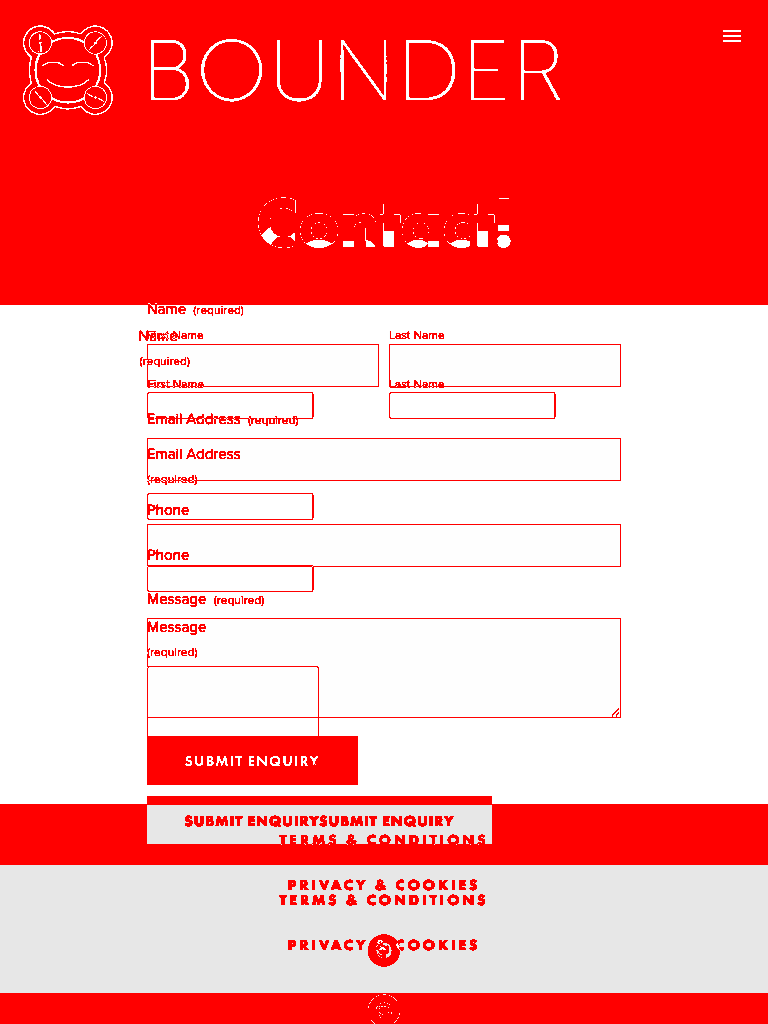 BOUNDER
Contact!
Name (required)
Name
First Name
Last Name
(required)
First Name
Last Name
Email Address (required)
Email Address
(required)
Phone
Phone
Message (required)
Message
(required)
SUBMIT ENQUIRY
SUBMIT ENQUIRYSUBMIT ENQUIRY
TERMS & CONDITIONS
PRIVACY & COOKIES
TERMS & CONDITIONS
PRIVACY & COOKIES